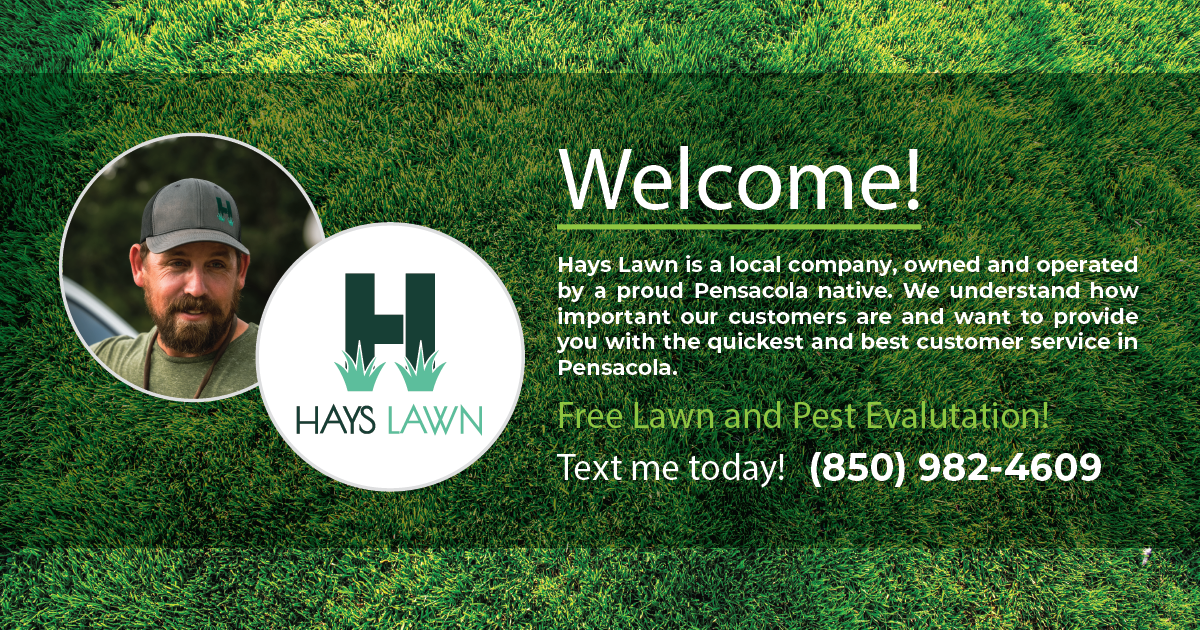 Welcome!
Hays Lawn is a local company, owned and operated
by a proud Pensacola native. We understand how
important our customers are and want to provide
you with the quickest and best customer service in
Pensacola.
Free Lawn and Pest Evalutation!
Text me today! (850) 982-4609
H
H
HAYS LAWN